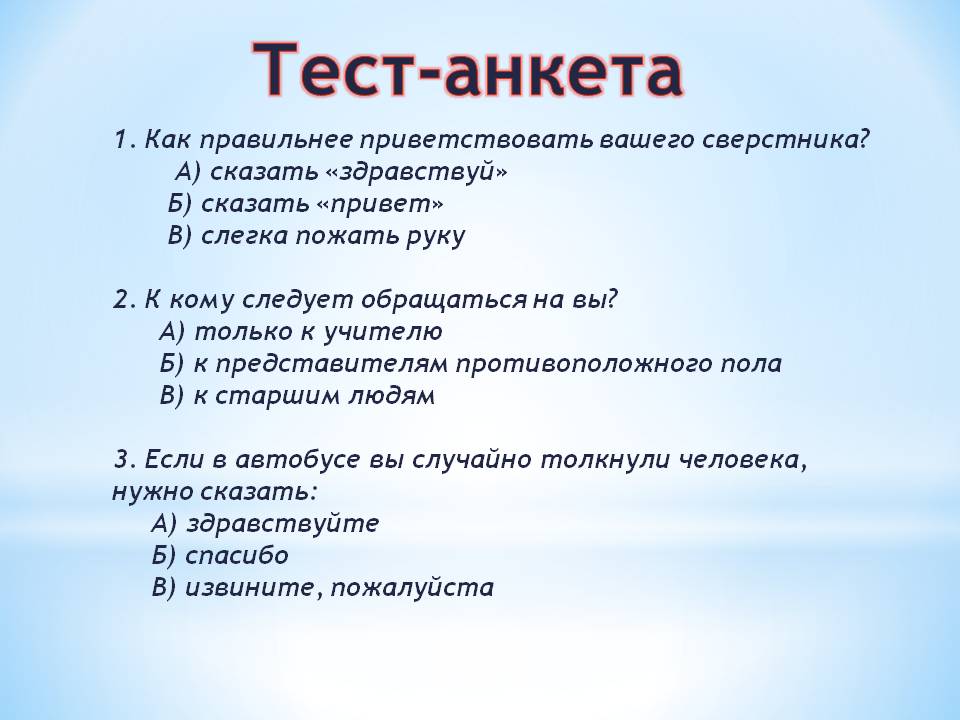 Тест-анкета
1. Как правильнее приветствовать вашего сверстника?
А) сказать «здравствуй»
Б) сказать «привет»
В) слегка пожать руку
2. К кому следует обращаться на вы?
А) только к учителю
Б) к представителям противоположного пола
В) к старшим людям
3. Если в автобусе вы случайно толкнули человека,
нужно сказать:
А) здравствуйте
Б) спасибо
В) извините, пожалуйста